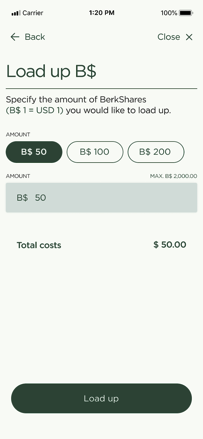 Carrier 1:20 PM 100%
Back Close
Load up B$
Specify the amount of BerkShares
(B$ 1 = USD 1) you would like to load up.
AMOUNT
B$ 50 B$ 100 B$ 200
AMOUNT MAX. B$ 2,000.00
B$ 50
Total costs $ 50.00
Load up